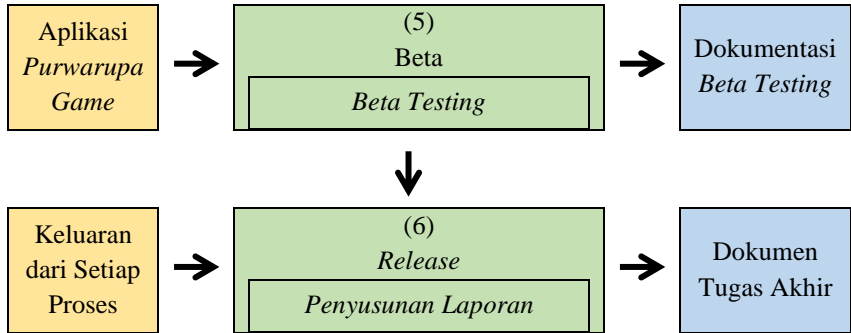 Aplikasi
Purwarupa
Game
(5)
Beta
Beta Testing
Dokumentasi
Beta Testing
Keluaran
dari Setiap
Proses
(6)
Release
Penyusunan Laporan
Dokumen
Tugas Akhir